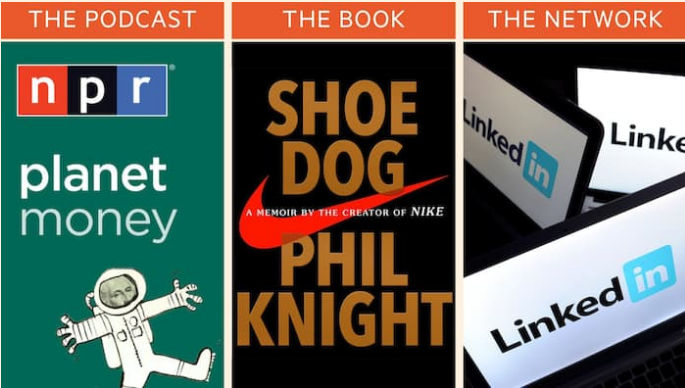 THE PODCAST
npr
planet
money
THE BOOK
SHOE
DOG
A MEMOIR BY THE CREATOR OF NIKE
PHIL
KNIGHT
THE NETWORK
Linked in
Linke
Linked in